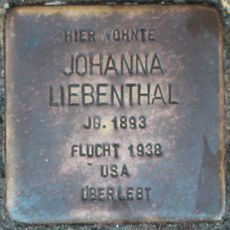 HIER WOHNTE
JOHANNA
LIEBENTHAL
JG. 1893
FLUCHT 1938
USA
ÜBERLEBT